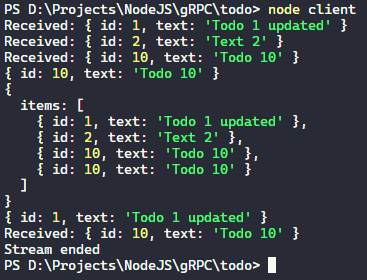 PS D:\Projects\NodeJS\gRPC\todo> node client
Received: { id: 1, text: 'Todo 1 updated' }
Received: { id: 2, text: 'Text 2' }
Received: { id: 10, text: 'Todo 10' }
{ id: 10, text: 'Todo 10' }
{
  items: [
    { id: 1, text: 'Todo 1 updated' },
    { id: 2, text: 'Text 2' },
    { id: 10, text: 'Todo 10' },
    { id: 10, text: 'Todo 10' }
  ]
}
{ id: 1, text: 'Todo 1 updated' }
Received: { id: 10, text: 'Todo 10' }
Stream ended
PS D:\Projects\NodeJS\gRPC\todo>